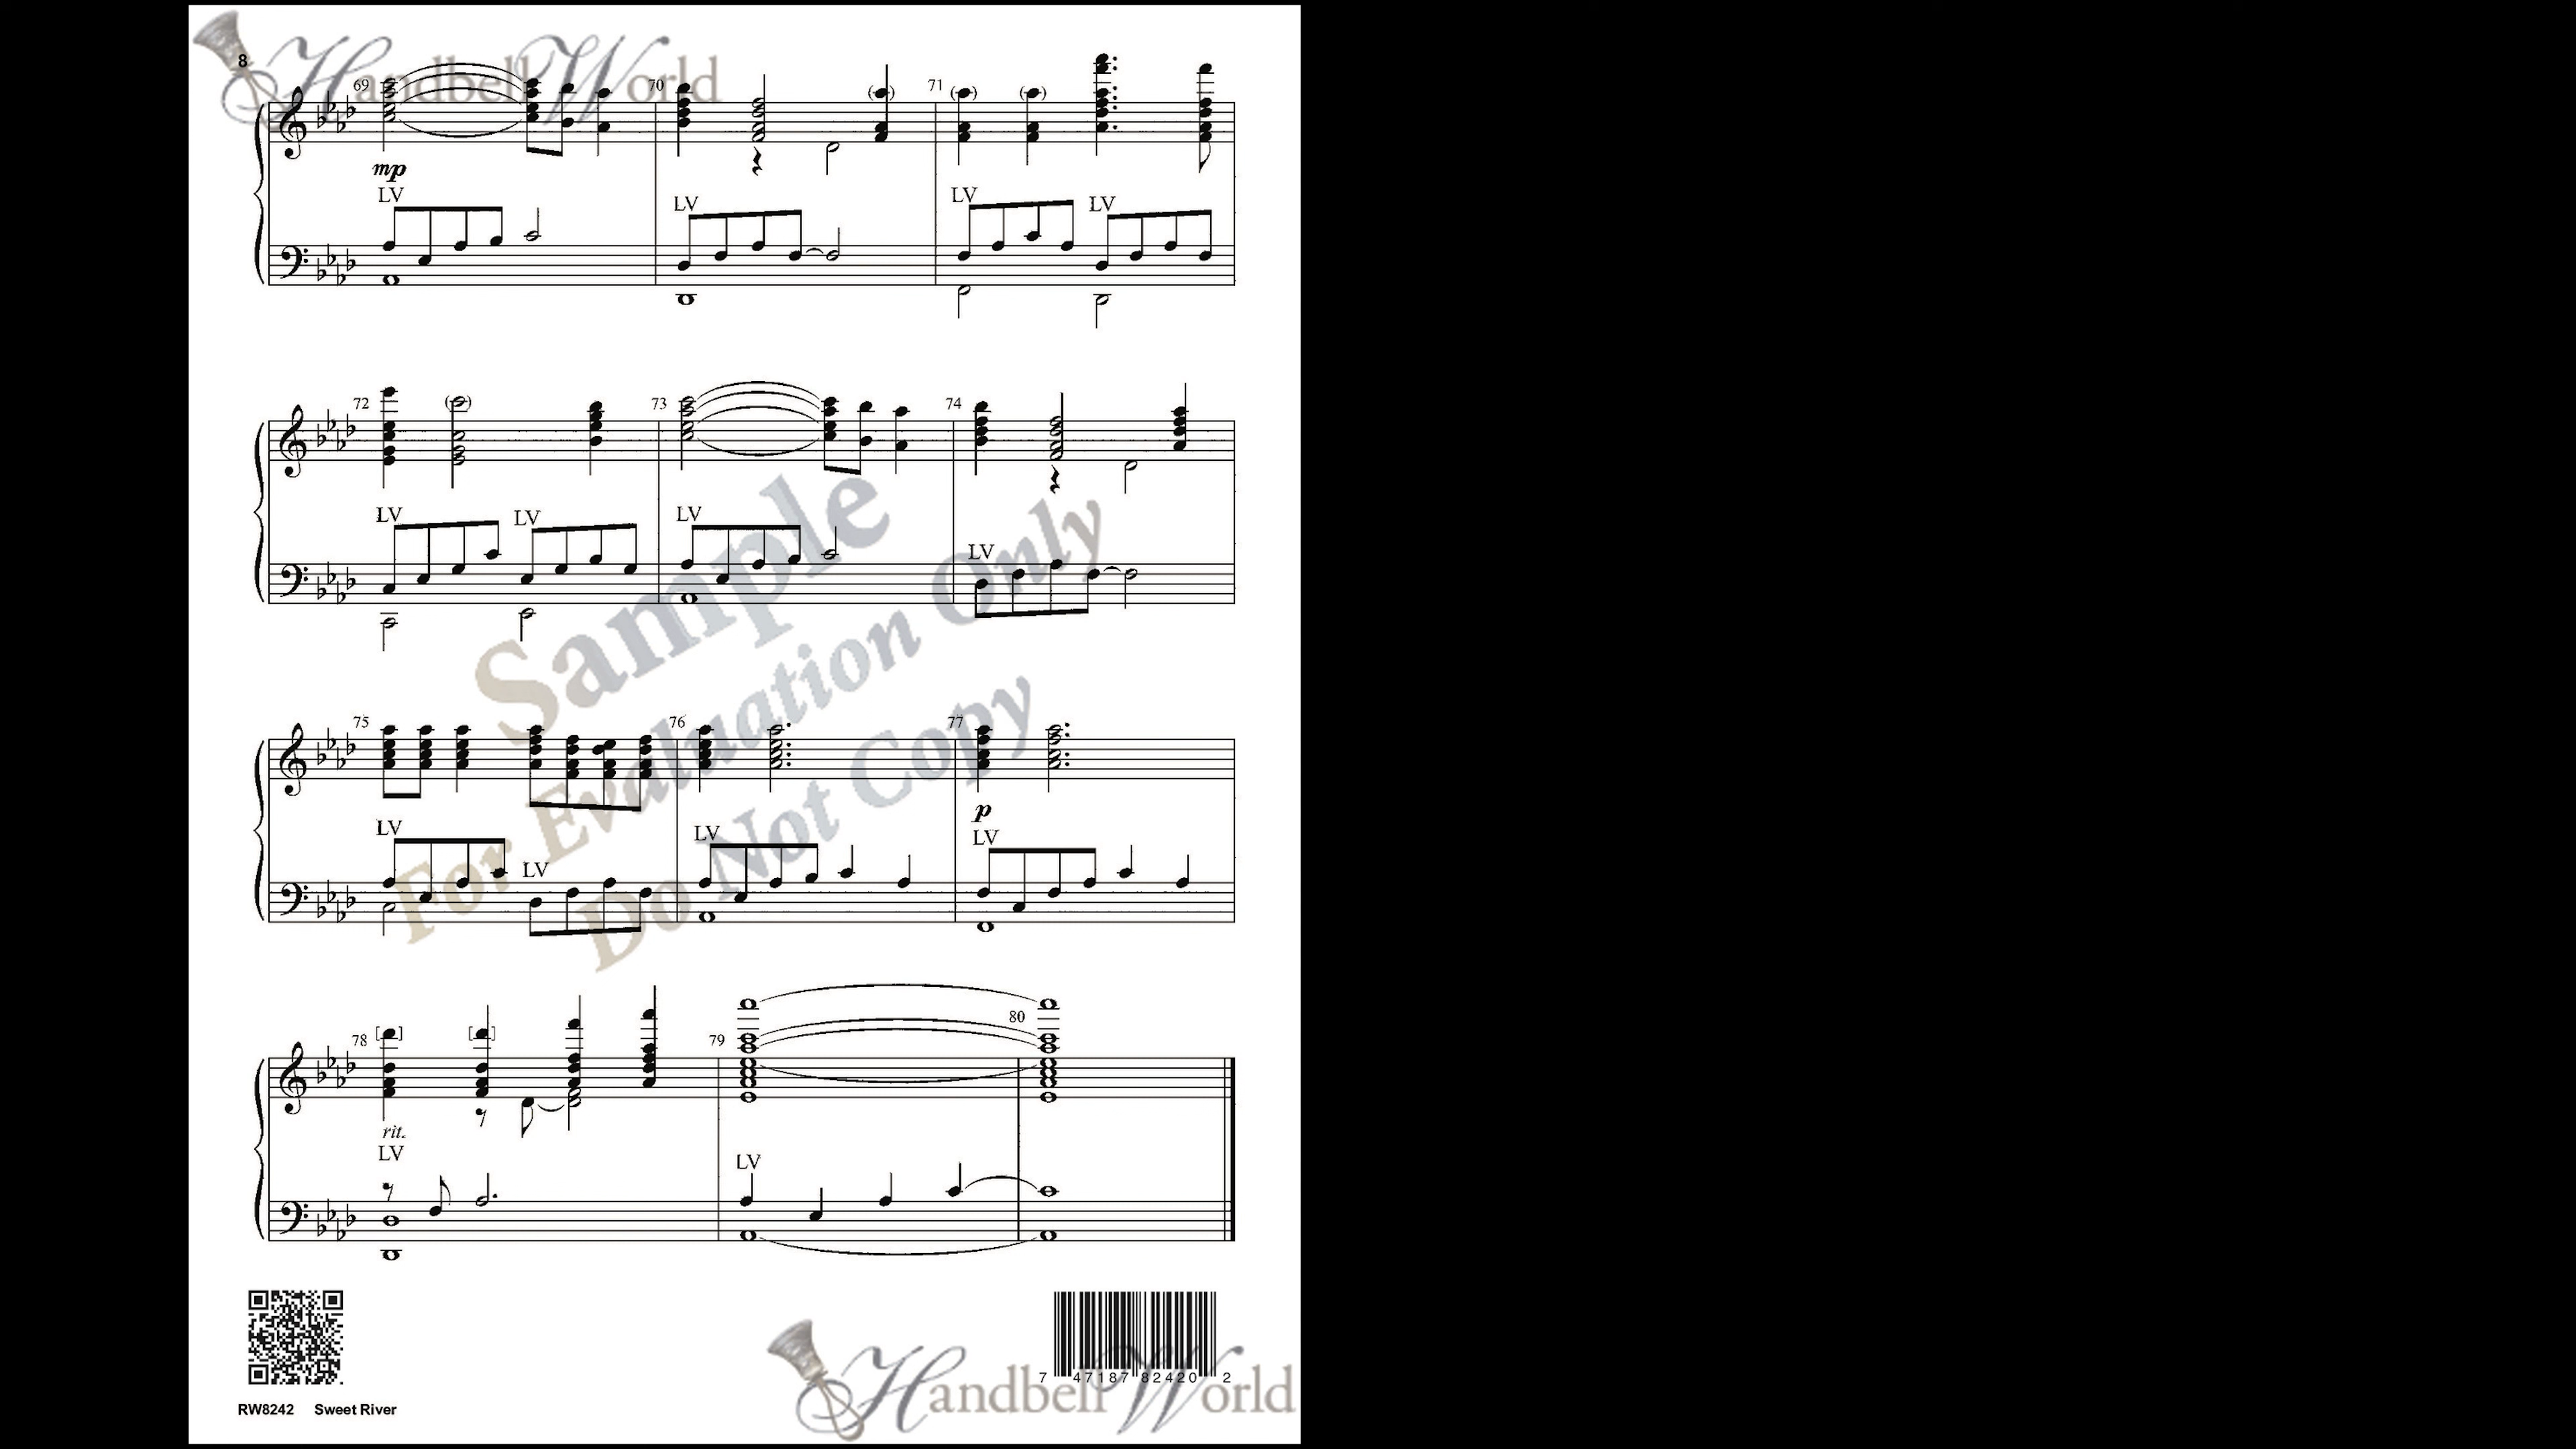 8
Handbell World
69 70 71
mp
LV LV LV LV
72 73 74
LV LV LV LV
Sample
For Evaluation Only
Do Not Copy
75 76 77
p
LV LV LV LV
78 79 80
rit.
LV LV
7 47187 82420 2
Handbell World
RW8242 Sweet River